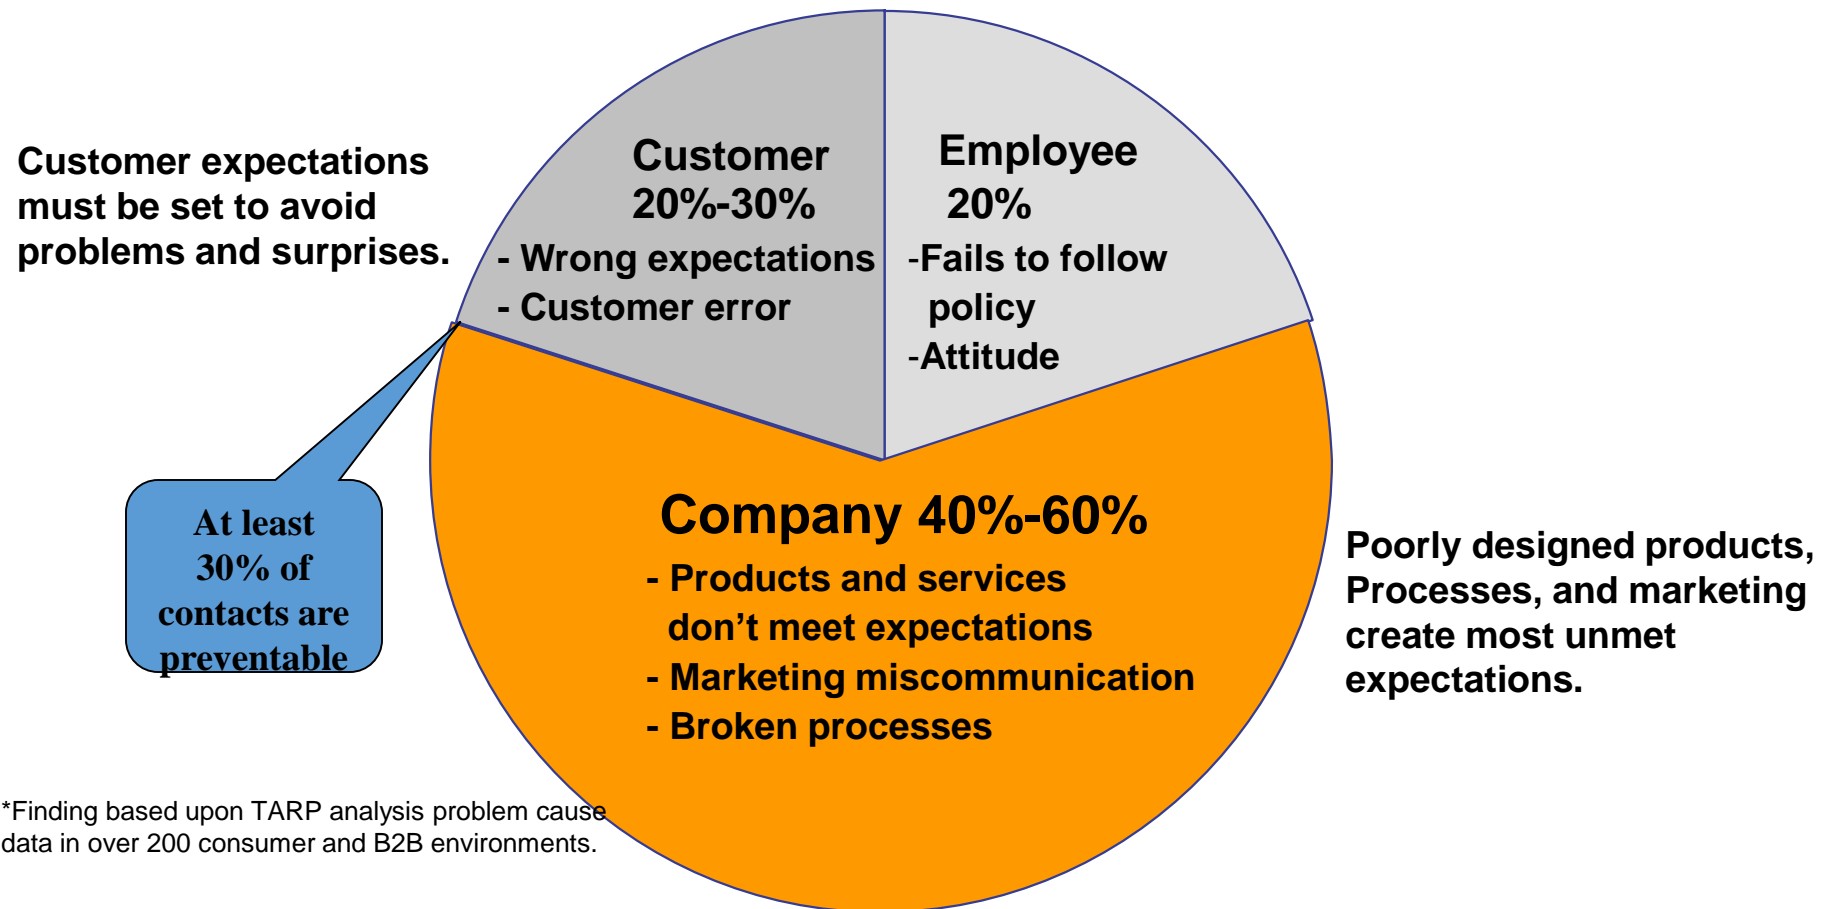 Customer expectations
must be set to avoid
problems and surprises.
Customer
20%-30%
- Wrong expectations
- Customer error
Employee
20%
-Fails to follow
policy
-Attitude
At least
30% of
contacts are
preventable
Company 40%-60%
- Products and services
don’t meet expectations
- Marketing miscommunication
- Broken processes
Poorly designed products,
Processes, and marketing
create most unmet
expectations.
*Finding based upon TARP analysis problem cause
data in over 200 consumer and B2B environments.